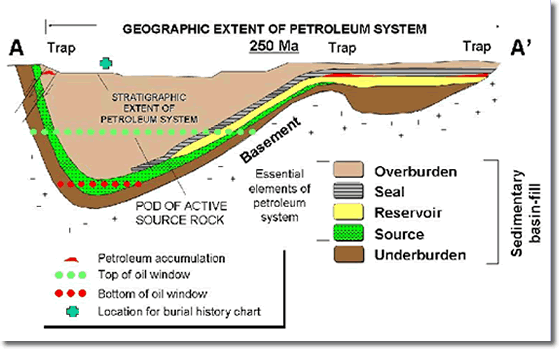 GEOGRAPHIC EXTENT OF PETROLEUM SYSTEM
A
Trap
250 Ma
Trap
Trap
A'
STRATIGRAPHIC
EXTENT OF
PETROLEUM SYSTEM
Basement
POD OF ACTIVE
SOURCE ROCK
Essential
elements of
petroleum
system
Overburden
Seal
Reservoir
Source
Underburden
Sedimentary
basin-fill
Petroleum accumulation
Top of oil window
Bottom of oil window
Location for burial history chart